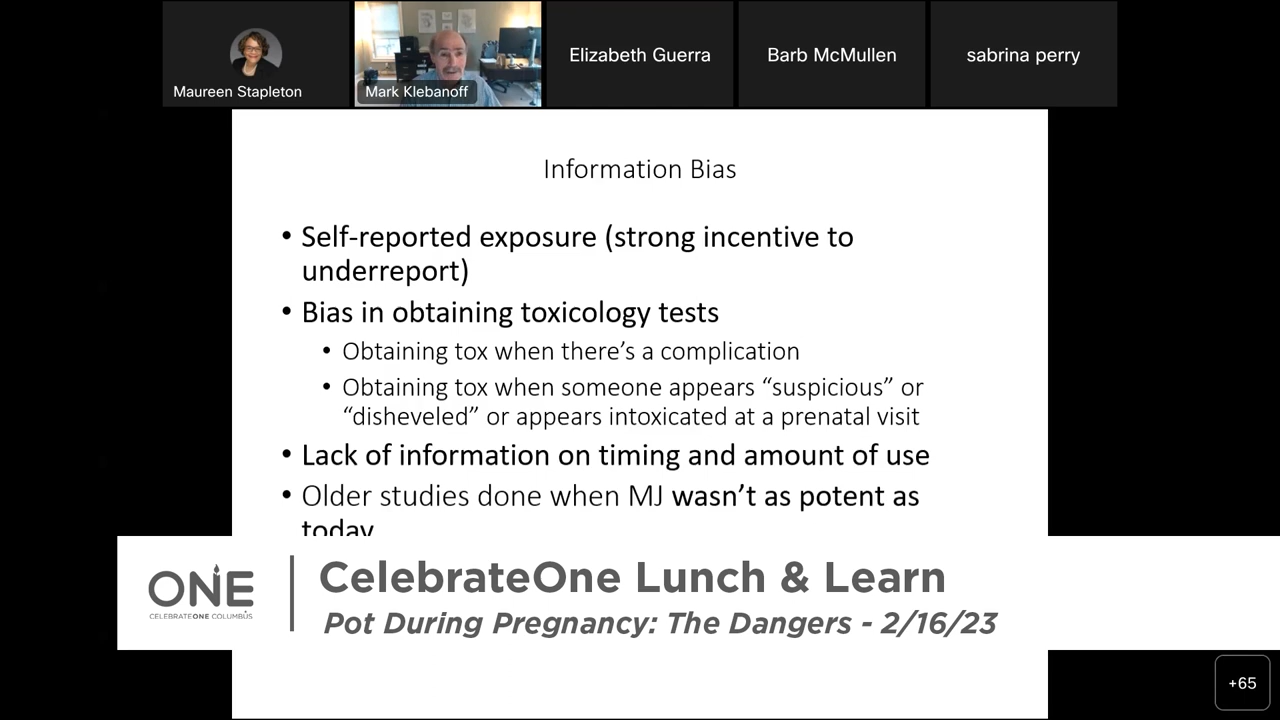 Maureen Stapleton
Mark Klebanoff
Elizabeth Guerra
Barb McMullen
sabrina perry
Information Bias
• Self-reported exposure (strong incentive to
underreport)
• Bias in obtaining toxicology tests
• Obtaining tox when there’s a complication
• Obtaining tox when someone appears “suspicious” or
“disheveled” or appears intoxicated at a prenatal visit
• Lack of information on timing and amount of use
• Older studies done when MJ wasn’t as potent as
today
ONE
CELEBRATEONE COLUMBUS
CelebrateOne Lunch & Learn
Pot During Pregnancy: The Dangers - 2/16/23
+65